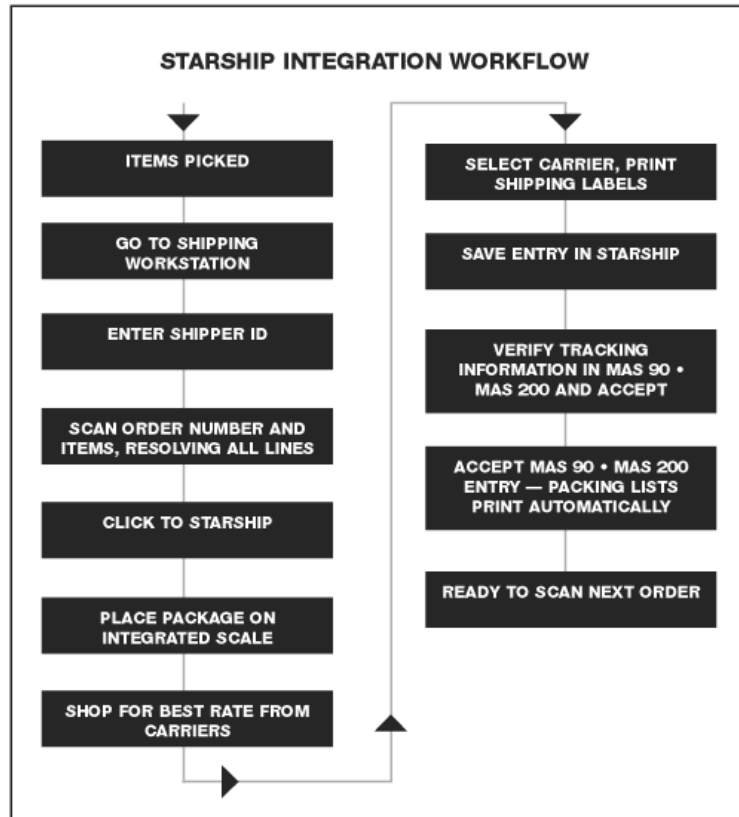 STARSHIP INTEGRATION WORKFLOW
ITEMS PICKED
GO TO SHIPPING
WORKSTATION
ENTER SHIPPER ID
SCAN ORDER NUMBER AND
ITEMS, RESOLVING ALL LINES
CLICK TO STARSHIP
PLACE PACKAGE ON
INTEGRATED SCALE
SHOP FOR BEST RATE FROM
CARRIERS
SELECT CARRIER, PRINT
SHIPPING LABELS
SAVE ENTRY IN STARSHIP
VERIFY TRACKING
INFORMATION IN MAS 90 •
MAS 200 AND ACCEPT
ACCEPT MAS 90 • MAS 200
ENTRY — PACKING LISTS
PRINT AUTOMATICALLY
READY TO SCAN NEXT ORDER